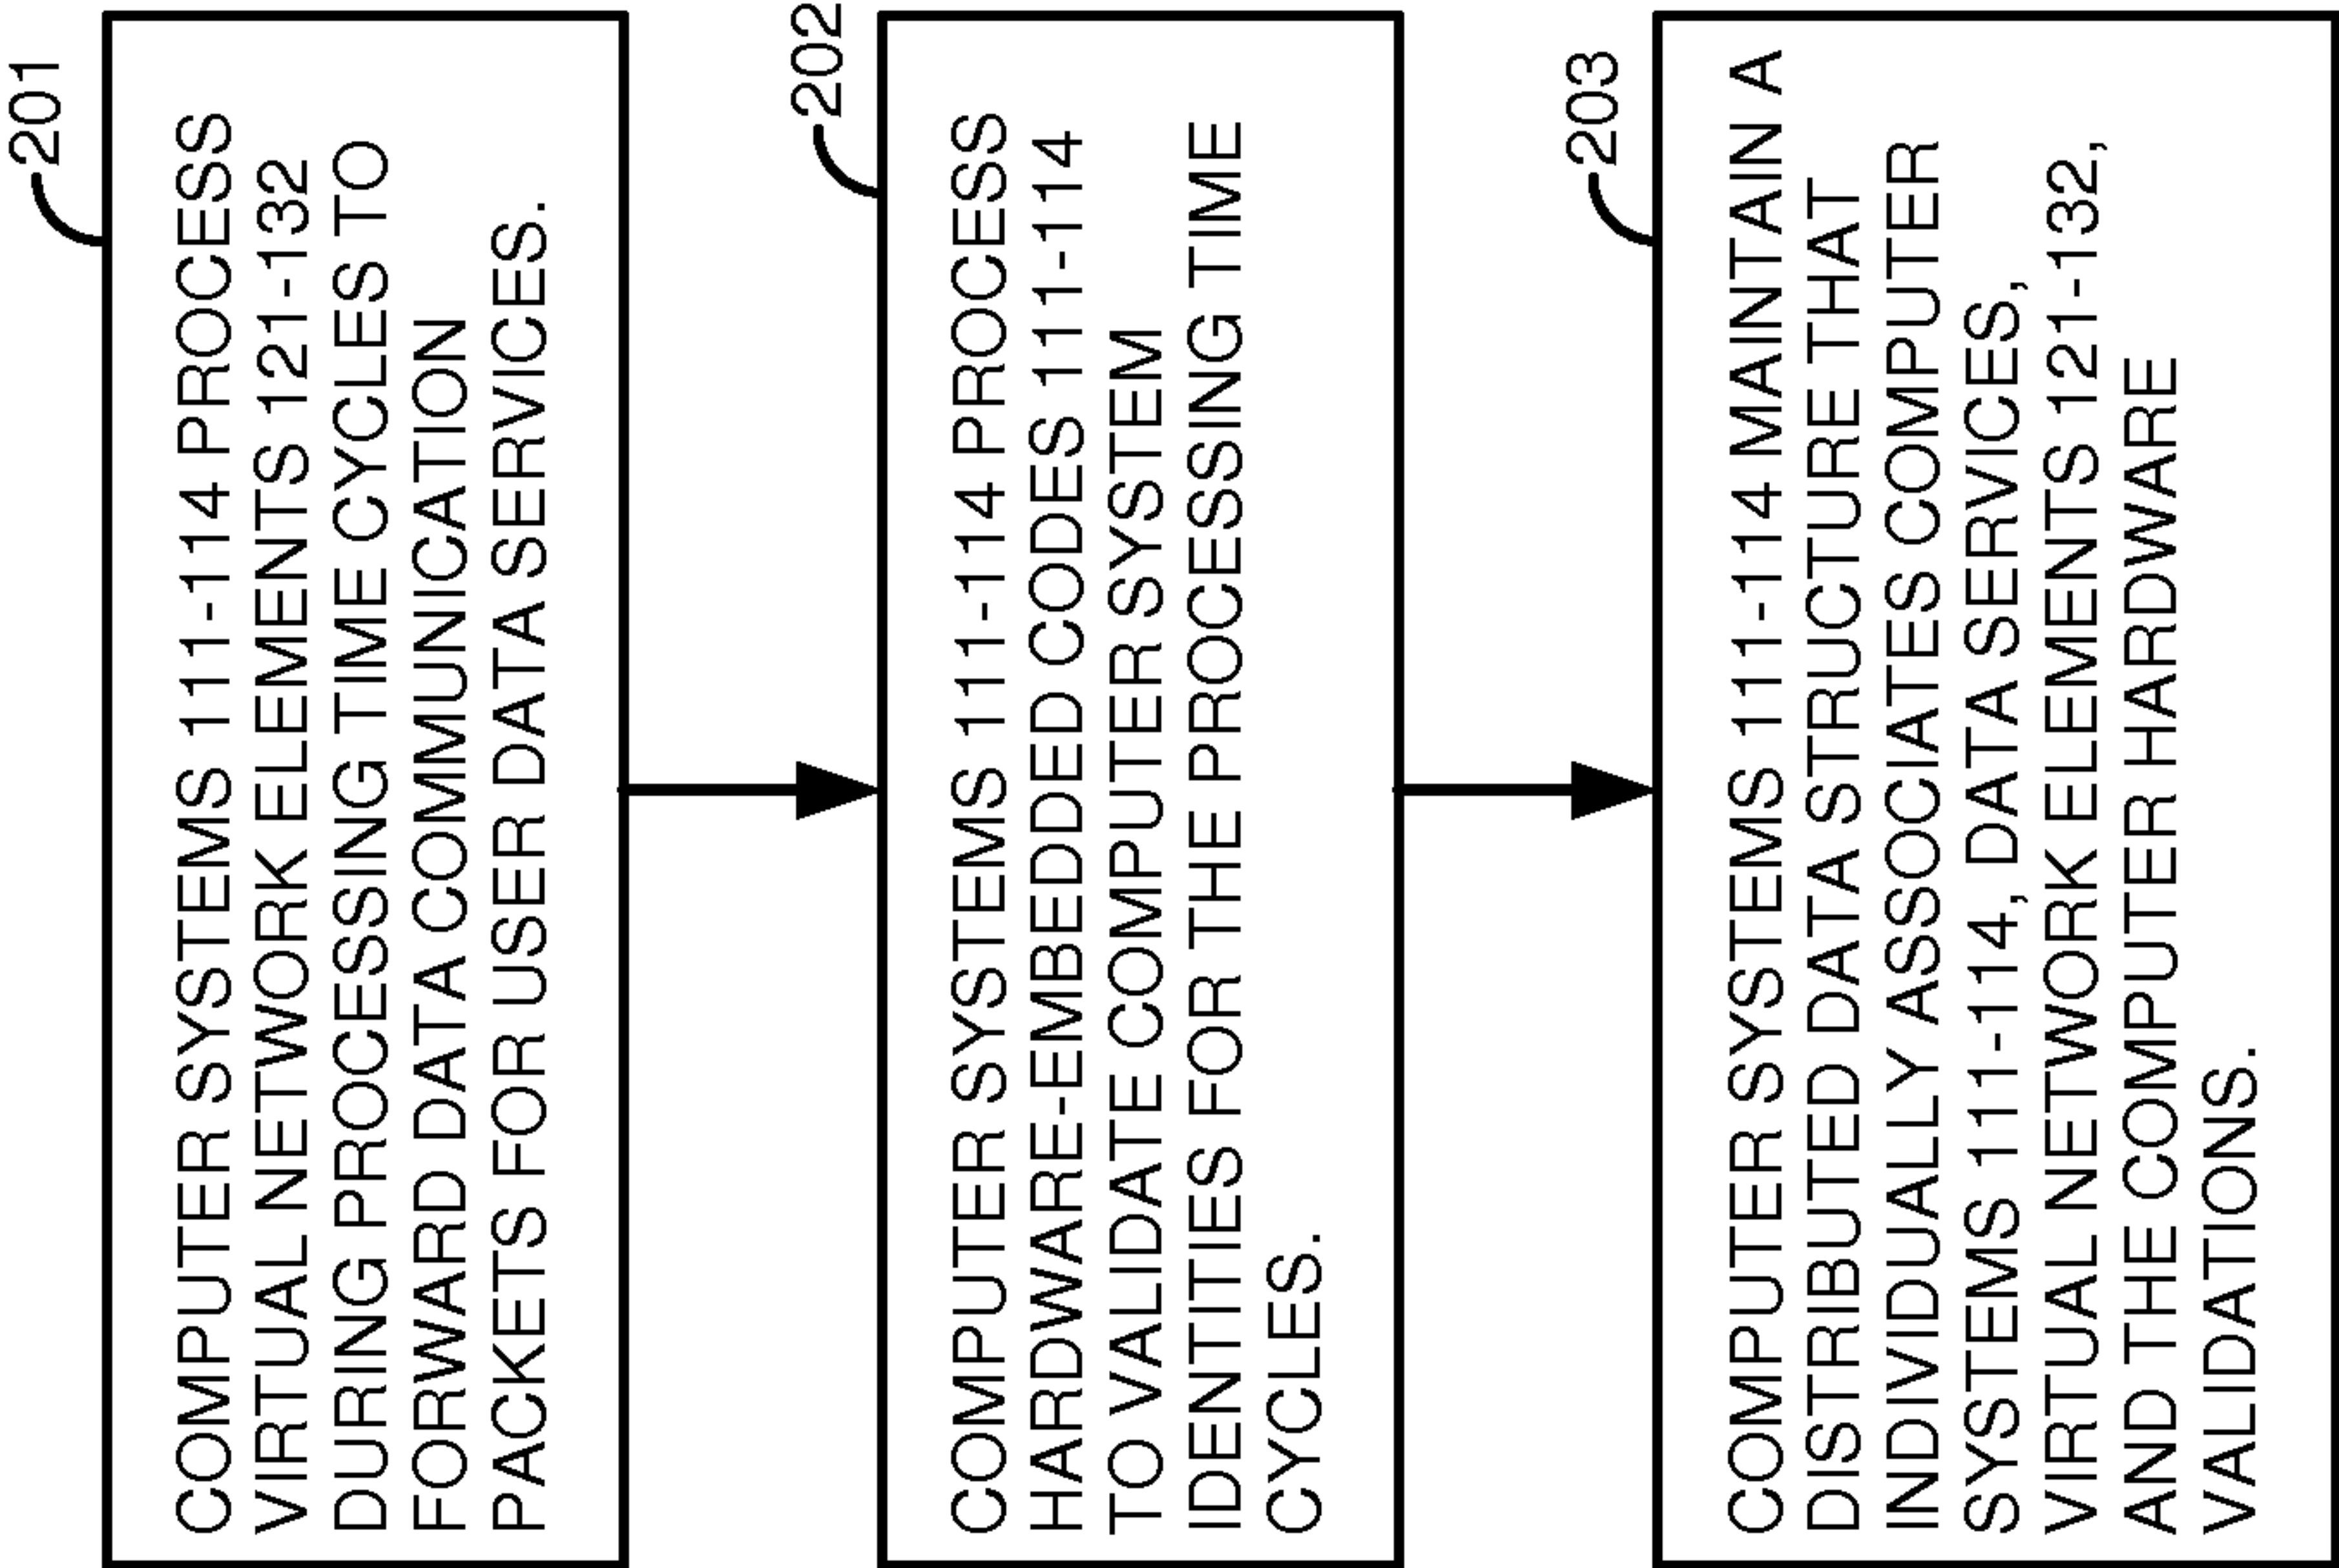 201
COMPUTER SYSTEMS 111-114 PROCESS
VIRTUAL NETWORK ELEMENTS 121-132
DURING PROCESSING TIME CYCLES TO
FORWARD DATA COMMUNICATION
PACKETS FOR USER DATA SERVICES.
202
COMPUTER SYSTEMS 111-114 PROCESS
HARDWARE-EMBEDDED CODES 111-114
TO VALIDATE COMPUTER SYSTEM
IDENTITIES FOR THE PROCESSING TIME
CYCLES.
203
COMPUTER SYSTEMS 111-114 MAINTAIN A
DISTRIBUTED DATA STRUCTURE THAT
INDIVIDUALLY ASSOCIATES COMPUTER
SYSTEMS 111-114, DATA SERVICES,
VIRTUAL NETWORK ELEMENTS 121-132,
AND THE COMPUTER HARDWARE
VALIDATIONS.